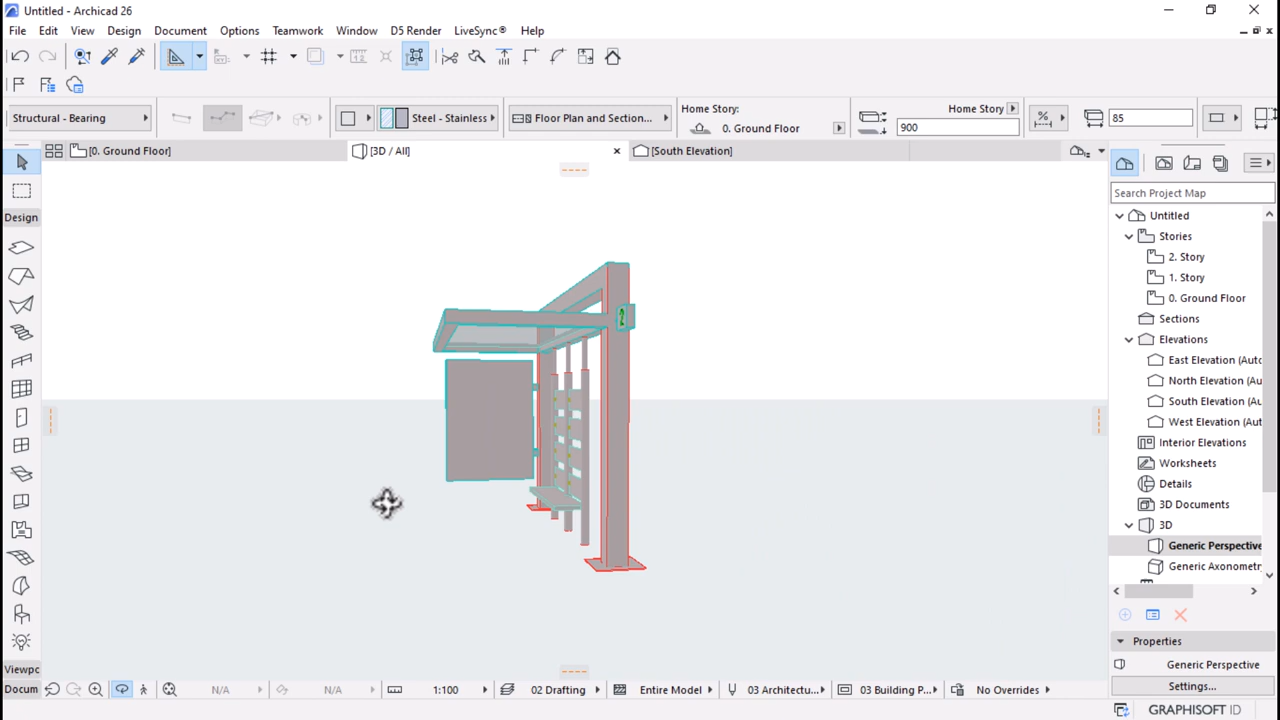 Untitled - Archicad 26
File Edit View Design Document Options Teamwork Window D5 Render LiveSync® Help
Structural - Bearing
Steel - Stainless
Floor Plan and Section...
Home Story:
0. Ground Floor
Home Story
900
85
[0. Ground Floor]
[3D / All]
[South Elevation]
Design
Search Project Map
Untitled
Stories
2. Story
1. Story
0. Ground Floor
Sections
Elevations
East Elevation (Aut
North Elevation (Au
South Elevation (Au
West Elevation (Aut
Interior Elevations
Worksheets
Details
3D Documents
3D
Generic Perspective
Generic Axonometr
2
Properties
Generic Perspective
Settings...
Viewpc
Docum
N/A
N/A
1:100
02 Drafting
Entire Model
03 Architectu...
03 Building P...
No Overrides
GRAPHISOFT ID